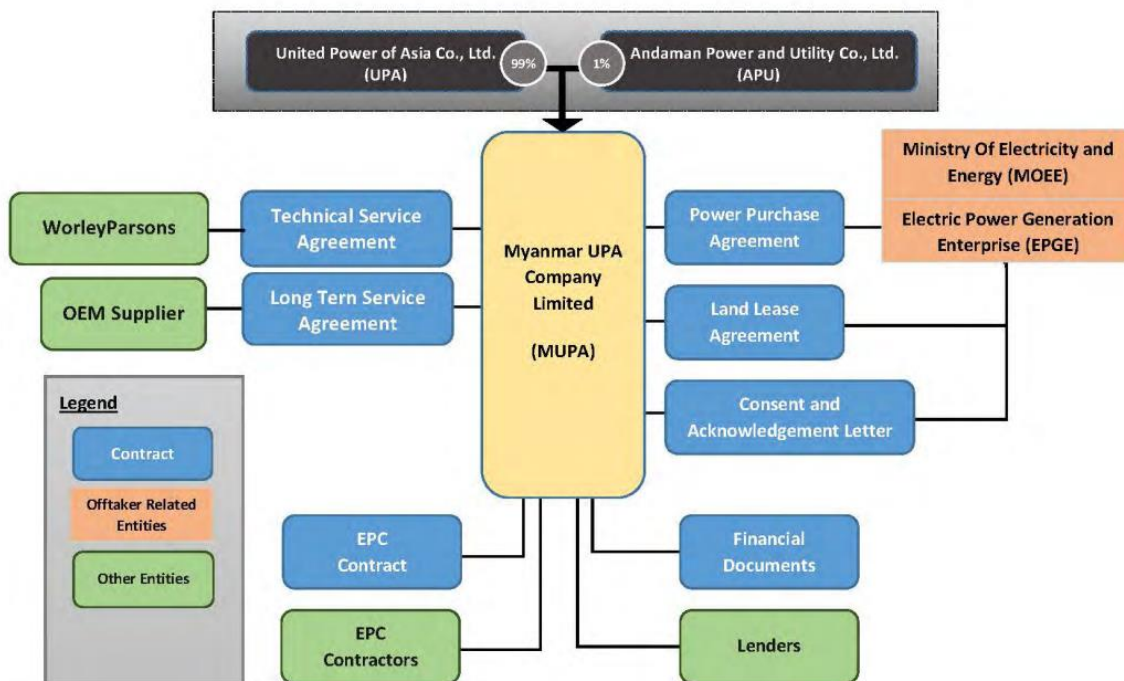 United Power of Asia Co., Ltd.
(UPA)
99%
1%
Andaman Power and Utility Co., Ltd.
(APU)
Ministry Of Electricity and
Energy (MOEE)
Electric Power Generation
Enterprise (EPGE)
WorleyParsons
Technical Service
Agreement
Myanmar UPA
Company
Limited
(MUPA)
Power Purchase
Agreement
OEM Supplier
Long Tern Service
Agreement
Land Lease
Agreement
Consent and
Acknowledgement Letter
Legend
Contract
Offtaker Related
Entities
Other Entities
EPC
Contract
Financial
Documents
EPC
Contractors
Lenders